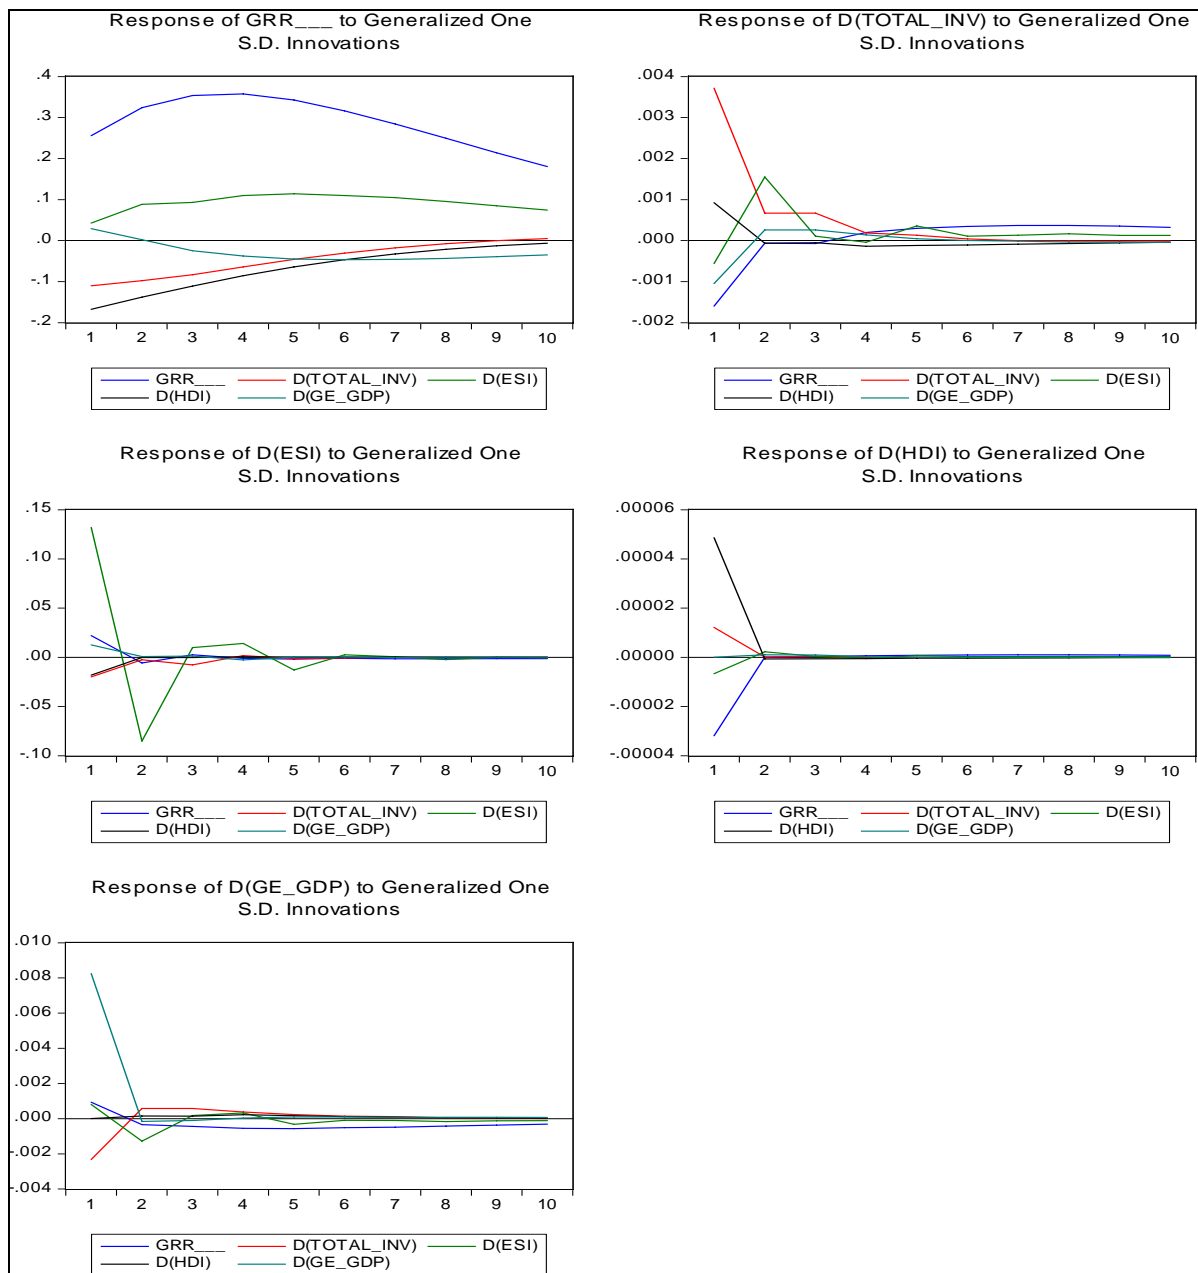 Response of GRR___ to Generalized One
S.D. Innovations
.4
.3
.2
.1
.0
-.1
-.2
1 2 3 4 5 6 7 8 9 10
GRR___ D(TOTAL_INV) D(ESI)
D(HDI) D(GE_GDP)
Response of D(TOTAL_INV) to Generalized One
S.D. Innovations
.004
.003
.002
.001
.000
-.001
-.002
1 2 3 4 5 6 7 8 9 10
GRR___ D(TOTAL_INV) D(ESI)
D(HDI) D(GE_GDP)
Response of D(ESI) to Generalized One
S.D. Innovations
.15
.10
.05
.00
-.05
-.10
1 2 3 4 5 6 7 8 9 10
GRR___ D(TOTAL_INV) D(ESI)
D(HDI) D(GE_GDP)
Response of D(HDI) to Generalized One
S.D. Innovations
.00006
.00004
.00002
.00000
-.00002
-.00004
1 2 3 4 5 6 7 8 9 10
GRR___ D(TOTAL_INV) D(ESI)
D(HDI) D(GE_GDP)
Response of D(GE_GDP) to Generalized One
S.D. Innovations
.010
.008
.006
.004
.002
.000
-.002
-.004
1 2 3 4 5 6 7 8 9 10
GRR___ D(TOTAL_INV) D(ESI)
D(HDI) D(GE_GDP)